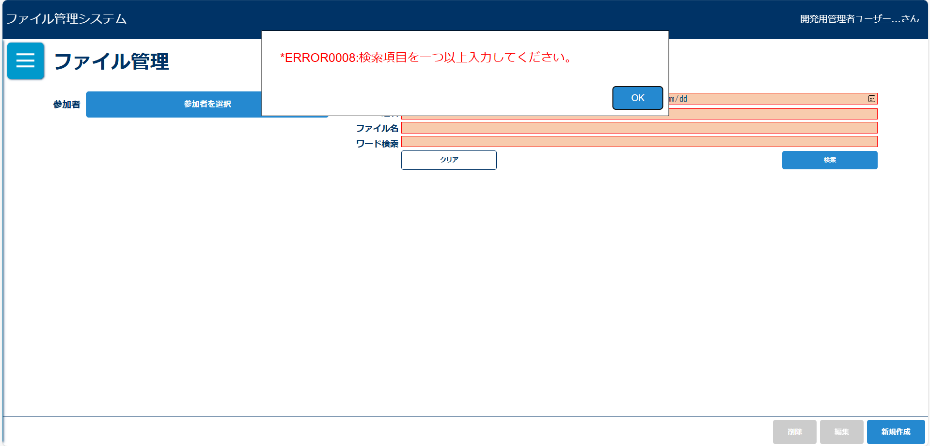 ファイル管理システム
開発用管理者ユーザー...さん
ファイル管理
*ERROR0008:検索項目を一つ以上入力してください。
OK
参加者
参加者を選択
m/dd
ファイル名
ワード検索
クリア
検索
削除
編集
新規作成